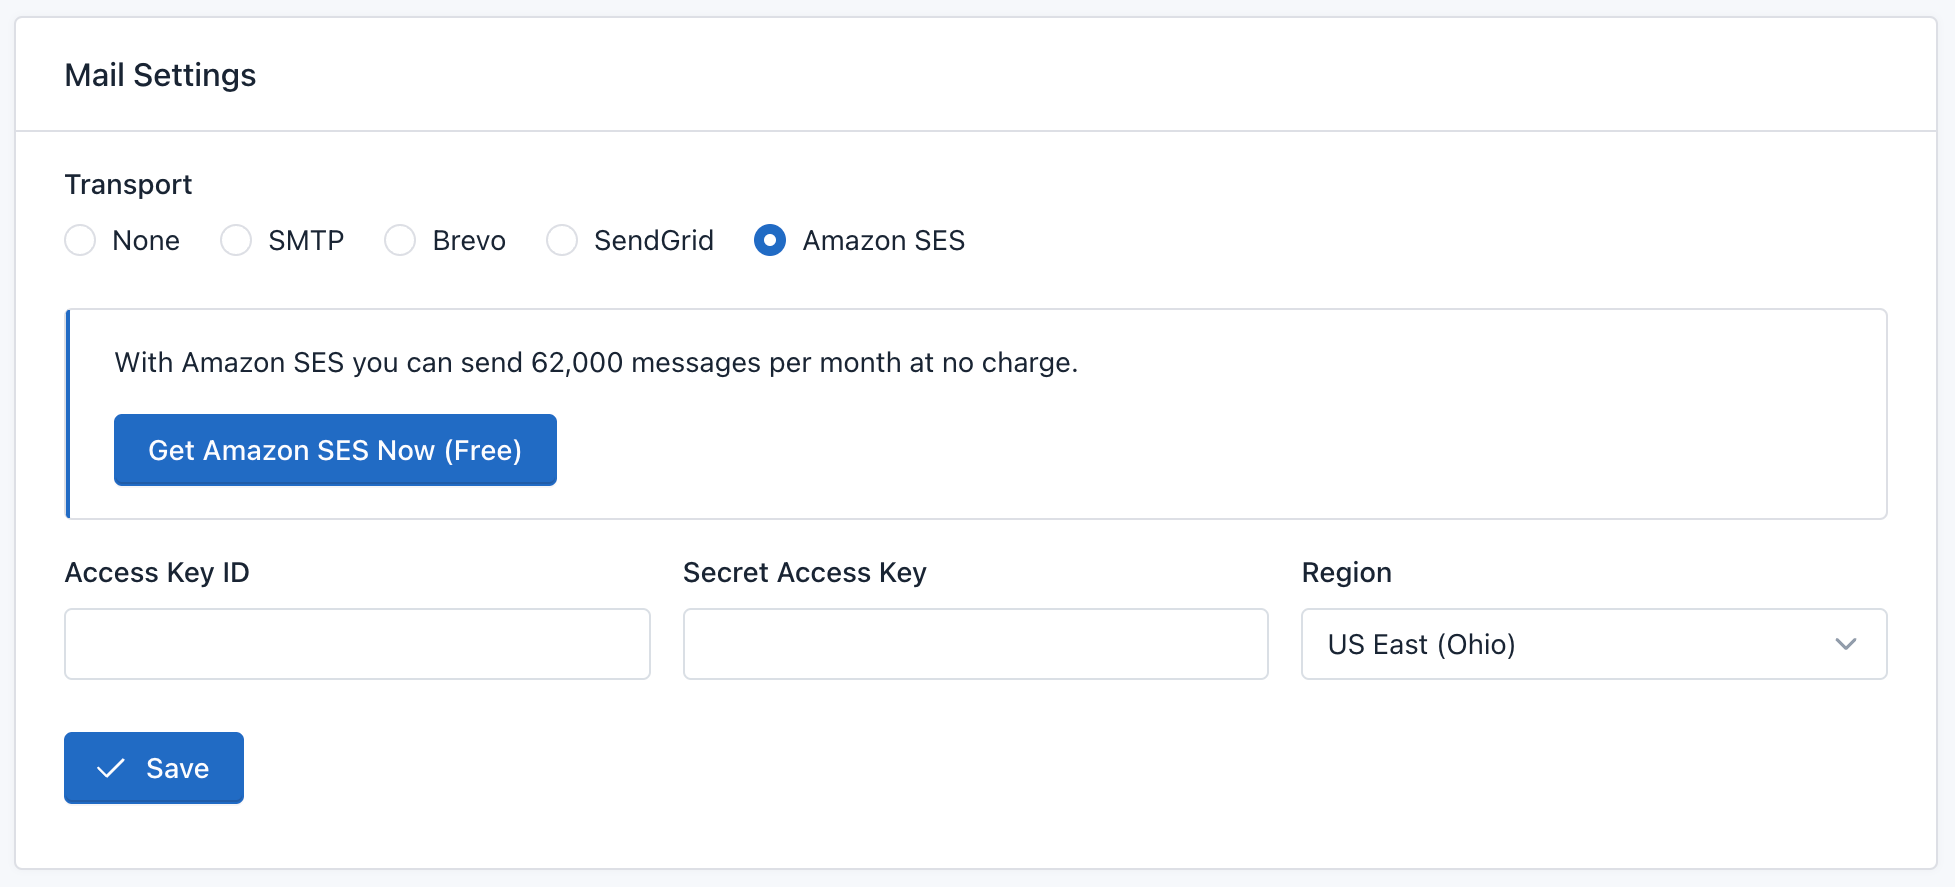 Mail Settings
Transport
None SMTP Brevo SendGrid Amazon SES
With Amazon SES you can send 62,000 messages per month at no charge.
Get Amazon SES Now (Free)
Access Key ID Secret Access Key Region
US East (Ohio)
Save